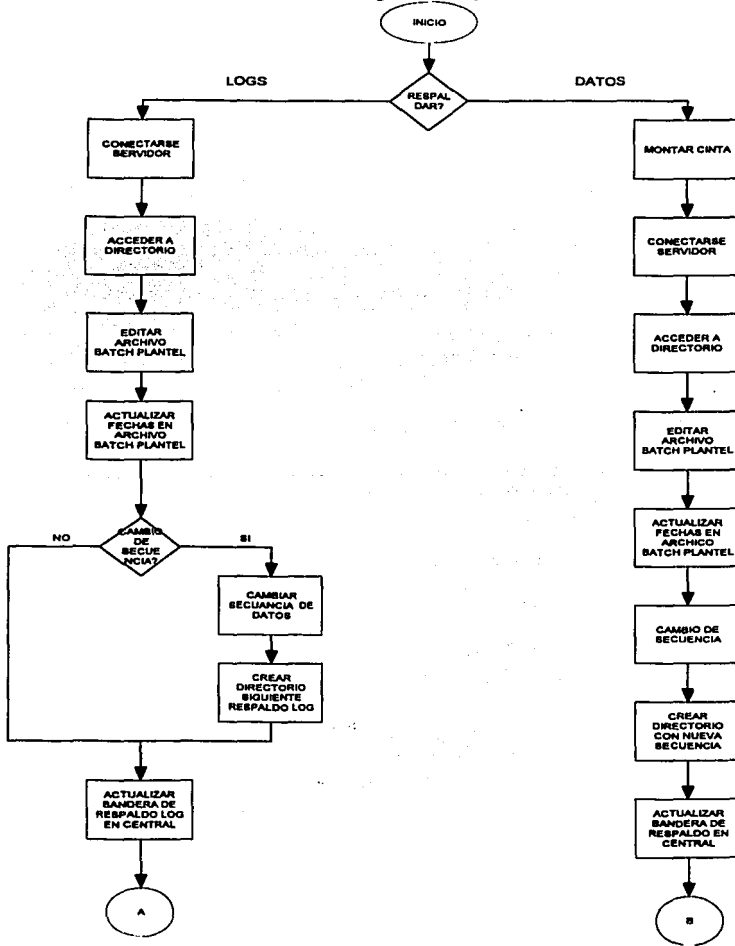 INICIO
LOGS
RESPAL
DAR?
DATOS
CONECTARSE
SERVIDOR
ACCEDER A
DIRECTORIO
EDITAR
ARCHIVO
BATCH PLANTEL
ACTUALIZAR
FECHAS EN
ARCHIVO
BATCH PLANTEL
NO
CAMBIO
DE
SECUE
NCIA?
SI
CAMBIAR
SECUANCIA DE
DATOS
CREAR
DIRECTORIO
SIGUIENTE
RESPALDO LOG
ACTUALIZAR
BANDERA DE
RESPALDO LOG
EN CENTRAL
A
MONTAR CINTA
CONECTARSE
SERVIDOR
ACCEDER A
DIRECTORIO
EDITAR
ARCHIVO
BATCH PLANTEL
ACTUALIZAR
FECHAS EN
ARCHICO
BATCH PLANTEL
CAMBIO DE
SECUENCIA
CREAR
DIRECTORIO
CON NUEVA
SECUENCIA
ACTUALIZAR
BANDERA DE
RESPALDO EN
CENTRAL
B